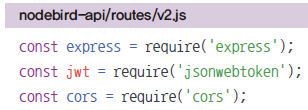 nodebird-api/routes/v2.js
const express = require('express');
const jwt = require('jsonwebtoken');
const cors = require('cors');